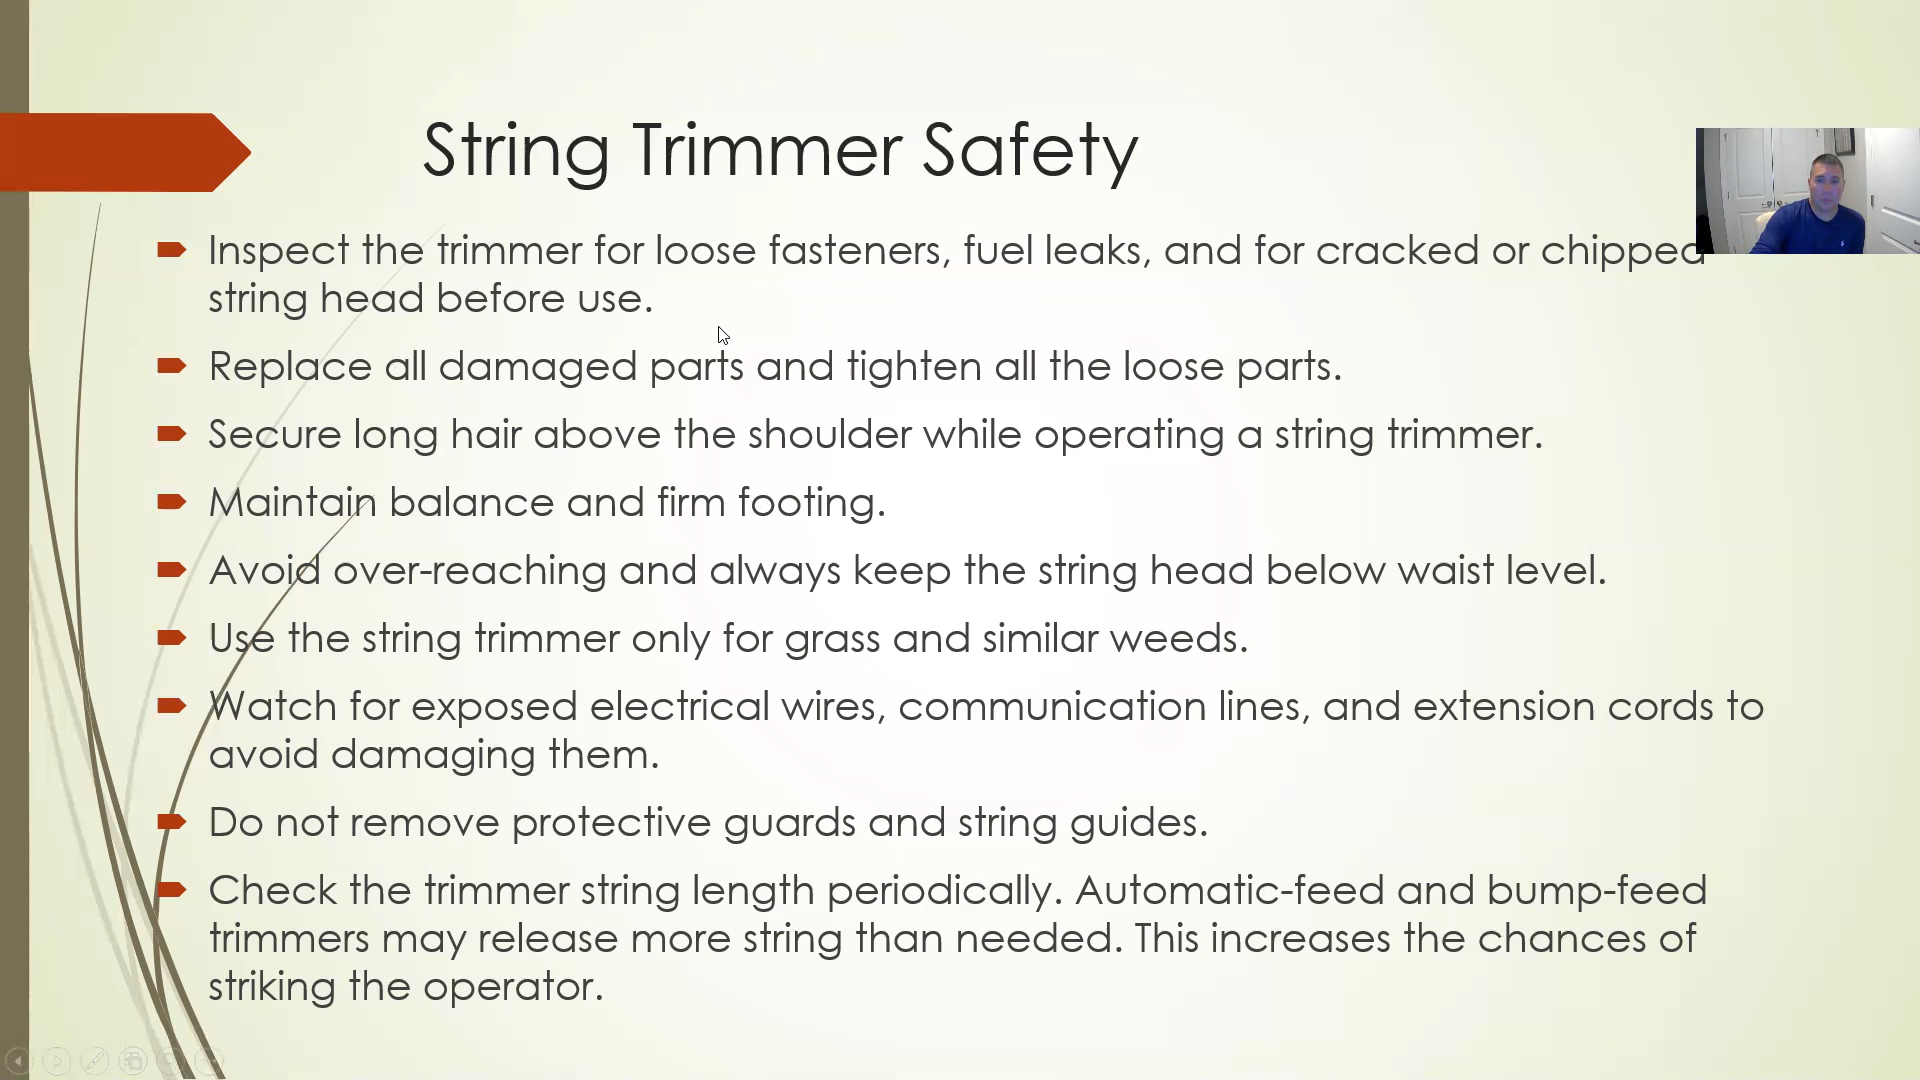 String Trimmer Safety
Inspect the trimmer for loose fasteners, fuel leaks, and for cracked or chipped
string head before use.
Replace all damaged parts and tighten all the loose parts.
Secure long hair above the shoulder while operating a string trimmer.
Maintain balance and firm footing.
Avoid over-reaching and always keep the string head below waist level.
Use the string trimmer only for grass and similar weeds.
Watch for exposed electrical wires, communication lines, and extension cords to
avoid damaging them.
Do not remove protective guards and string guides.
Check the trimmer string length periodically. Automatic-feed and bump-feed
trimmers may release more string than needed. This increases the chances of
striking the operator.